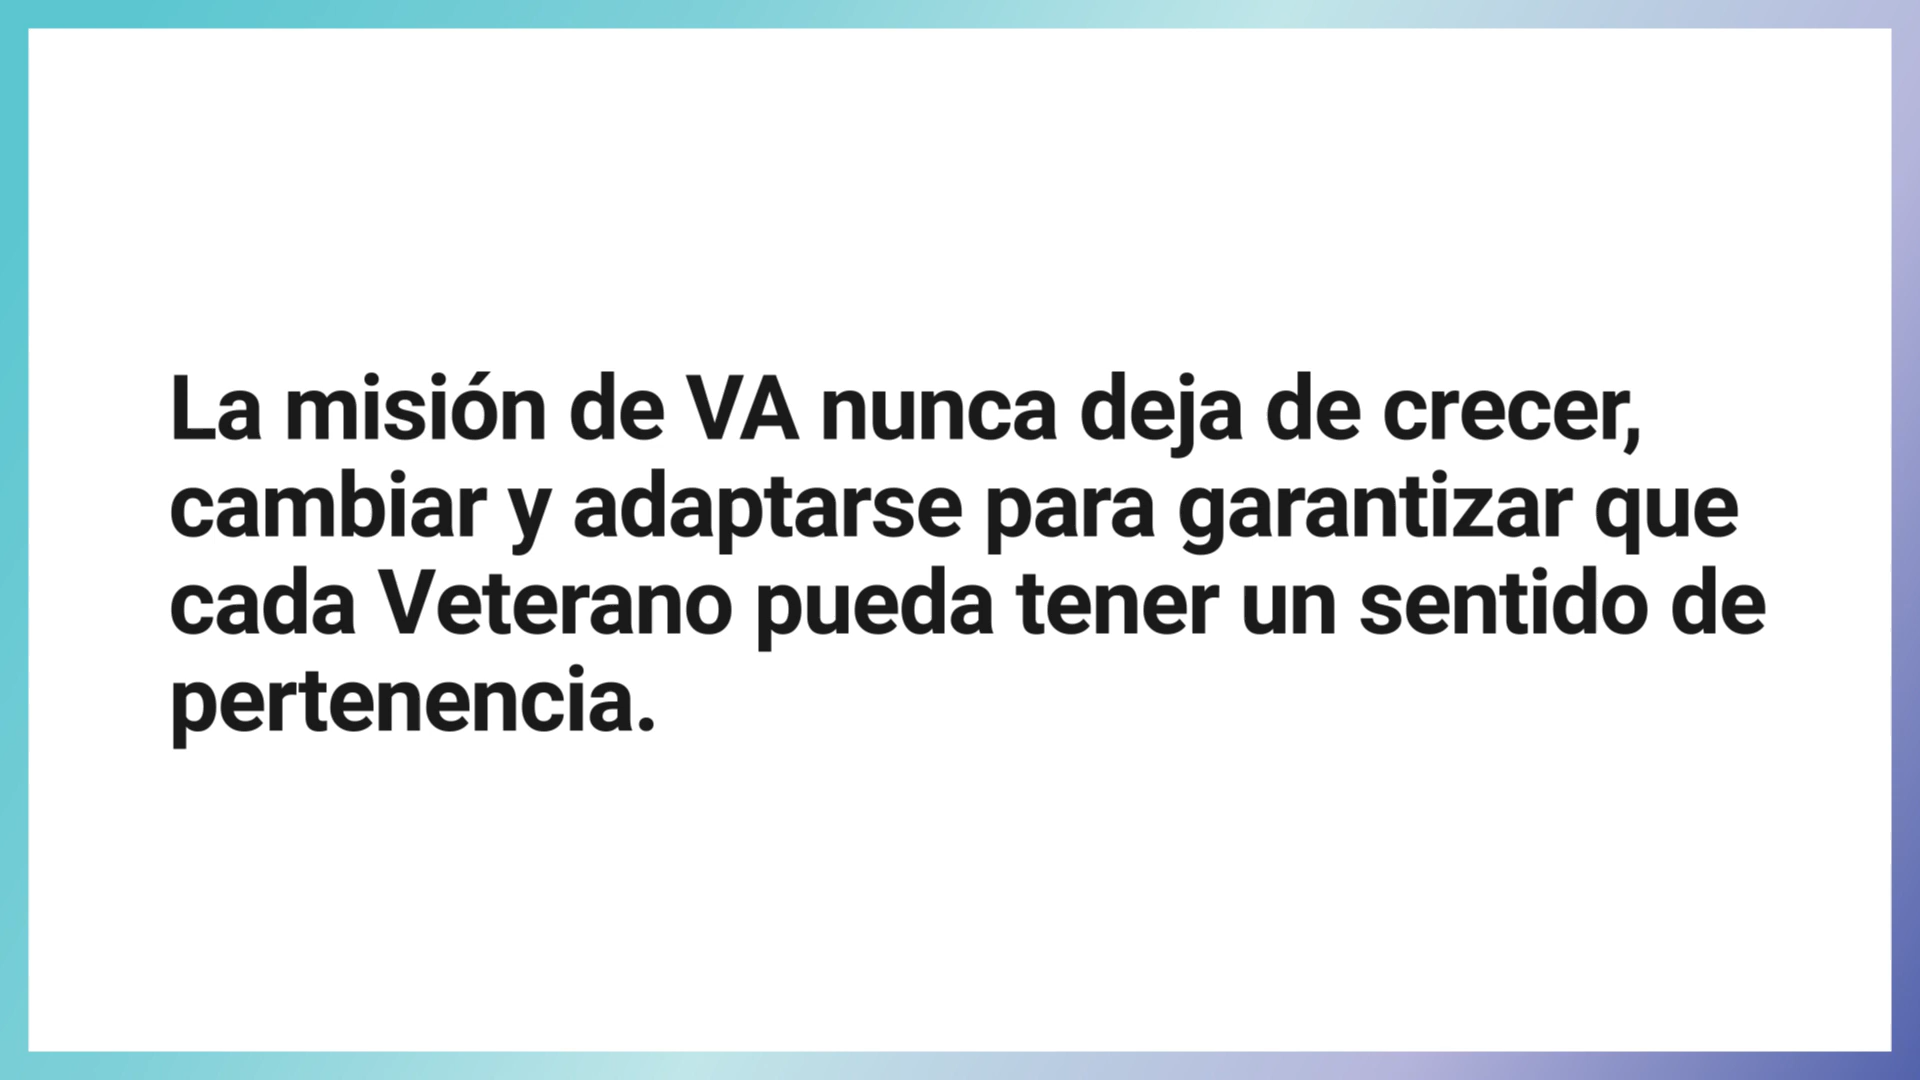 La misión de VA nunca deja de crecer,
cambiar y adaptarse para garantizar que
cada Veterano pueda tener un sentido de
pertenencia.